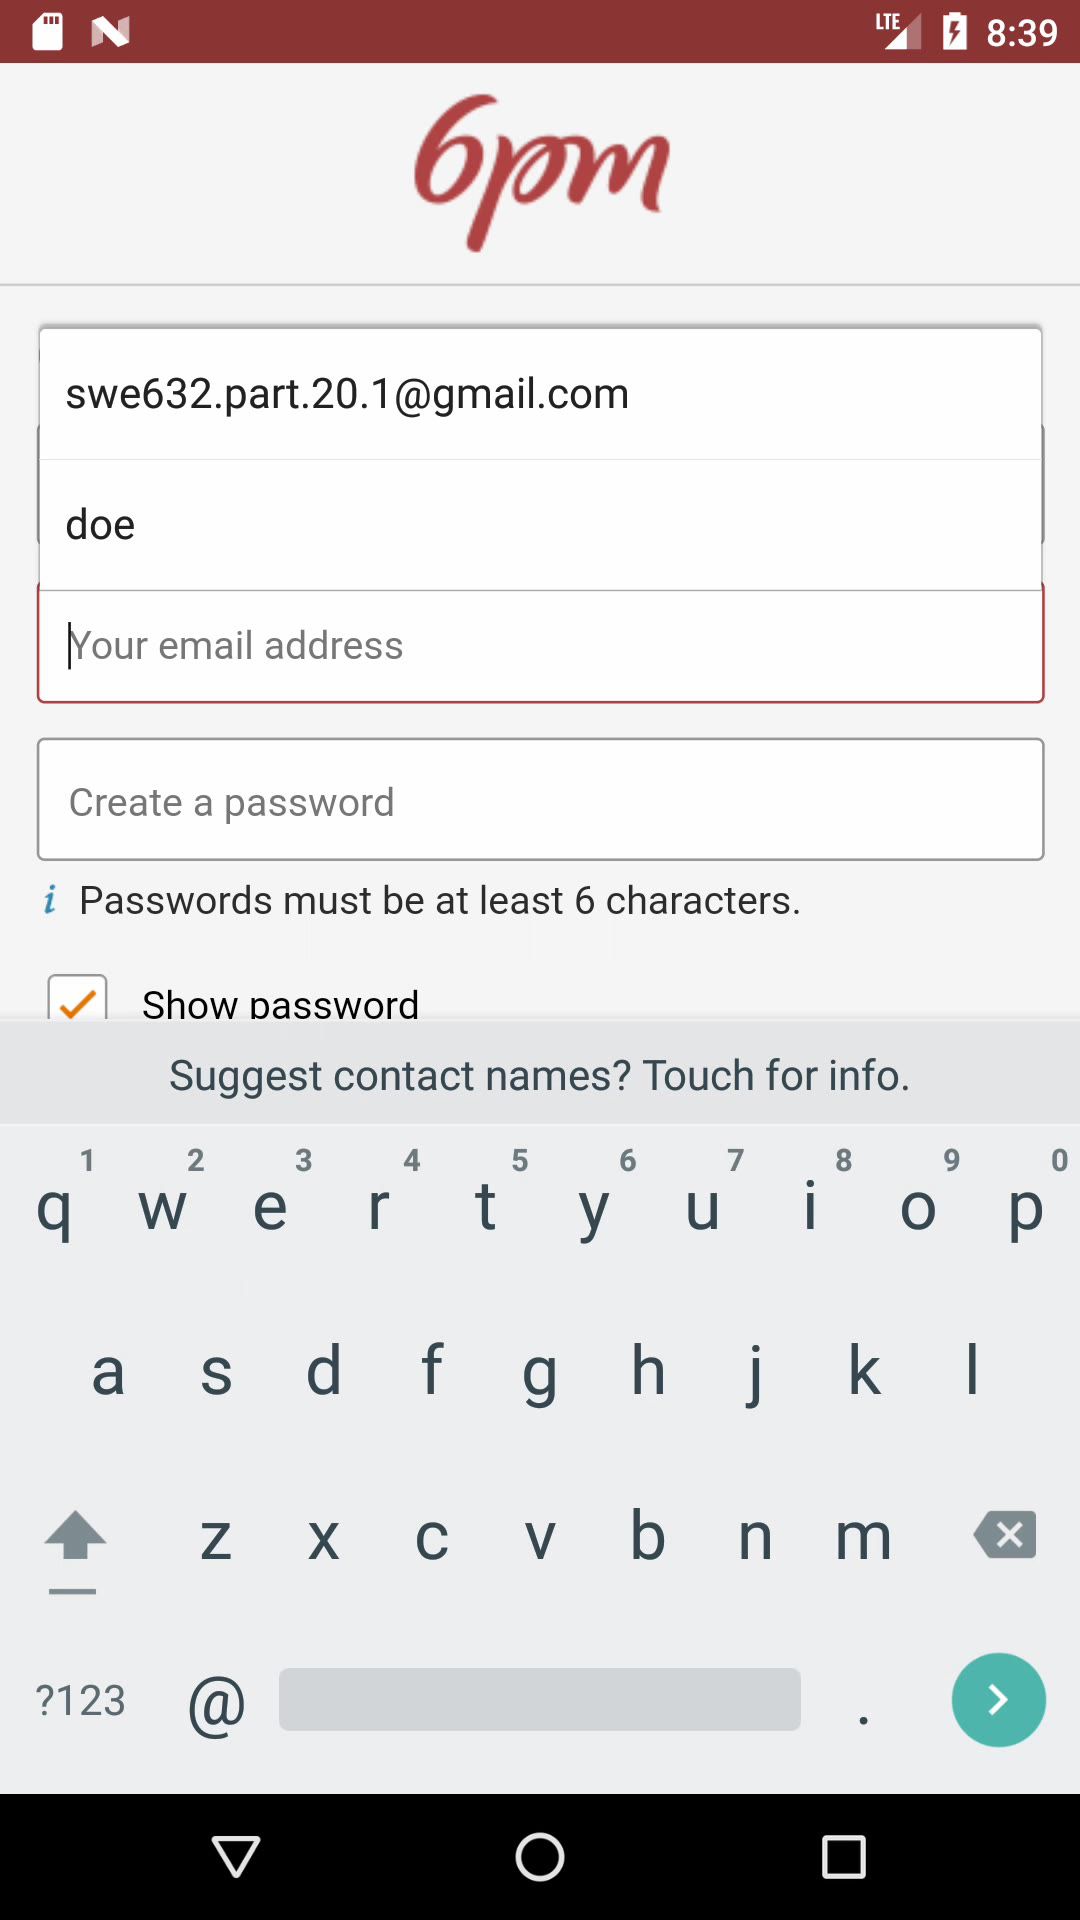 LTE 8:39
6pm
swe632.part.20.1@gmail.com
doe
Your email address
Create a password
i Passwords must be at least 6 characters.
Show password
Suggest contact names? Touch for info.
1 2 3 4 5 6 7 8 9 0
q w e r t y u i o p
a s d f g h j k l
z x c v b n m
?123 @ .